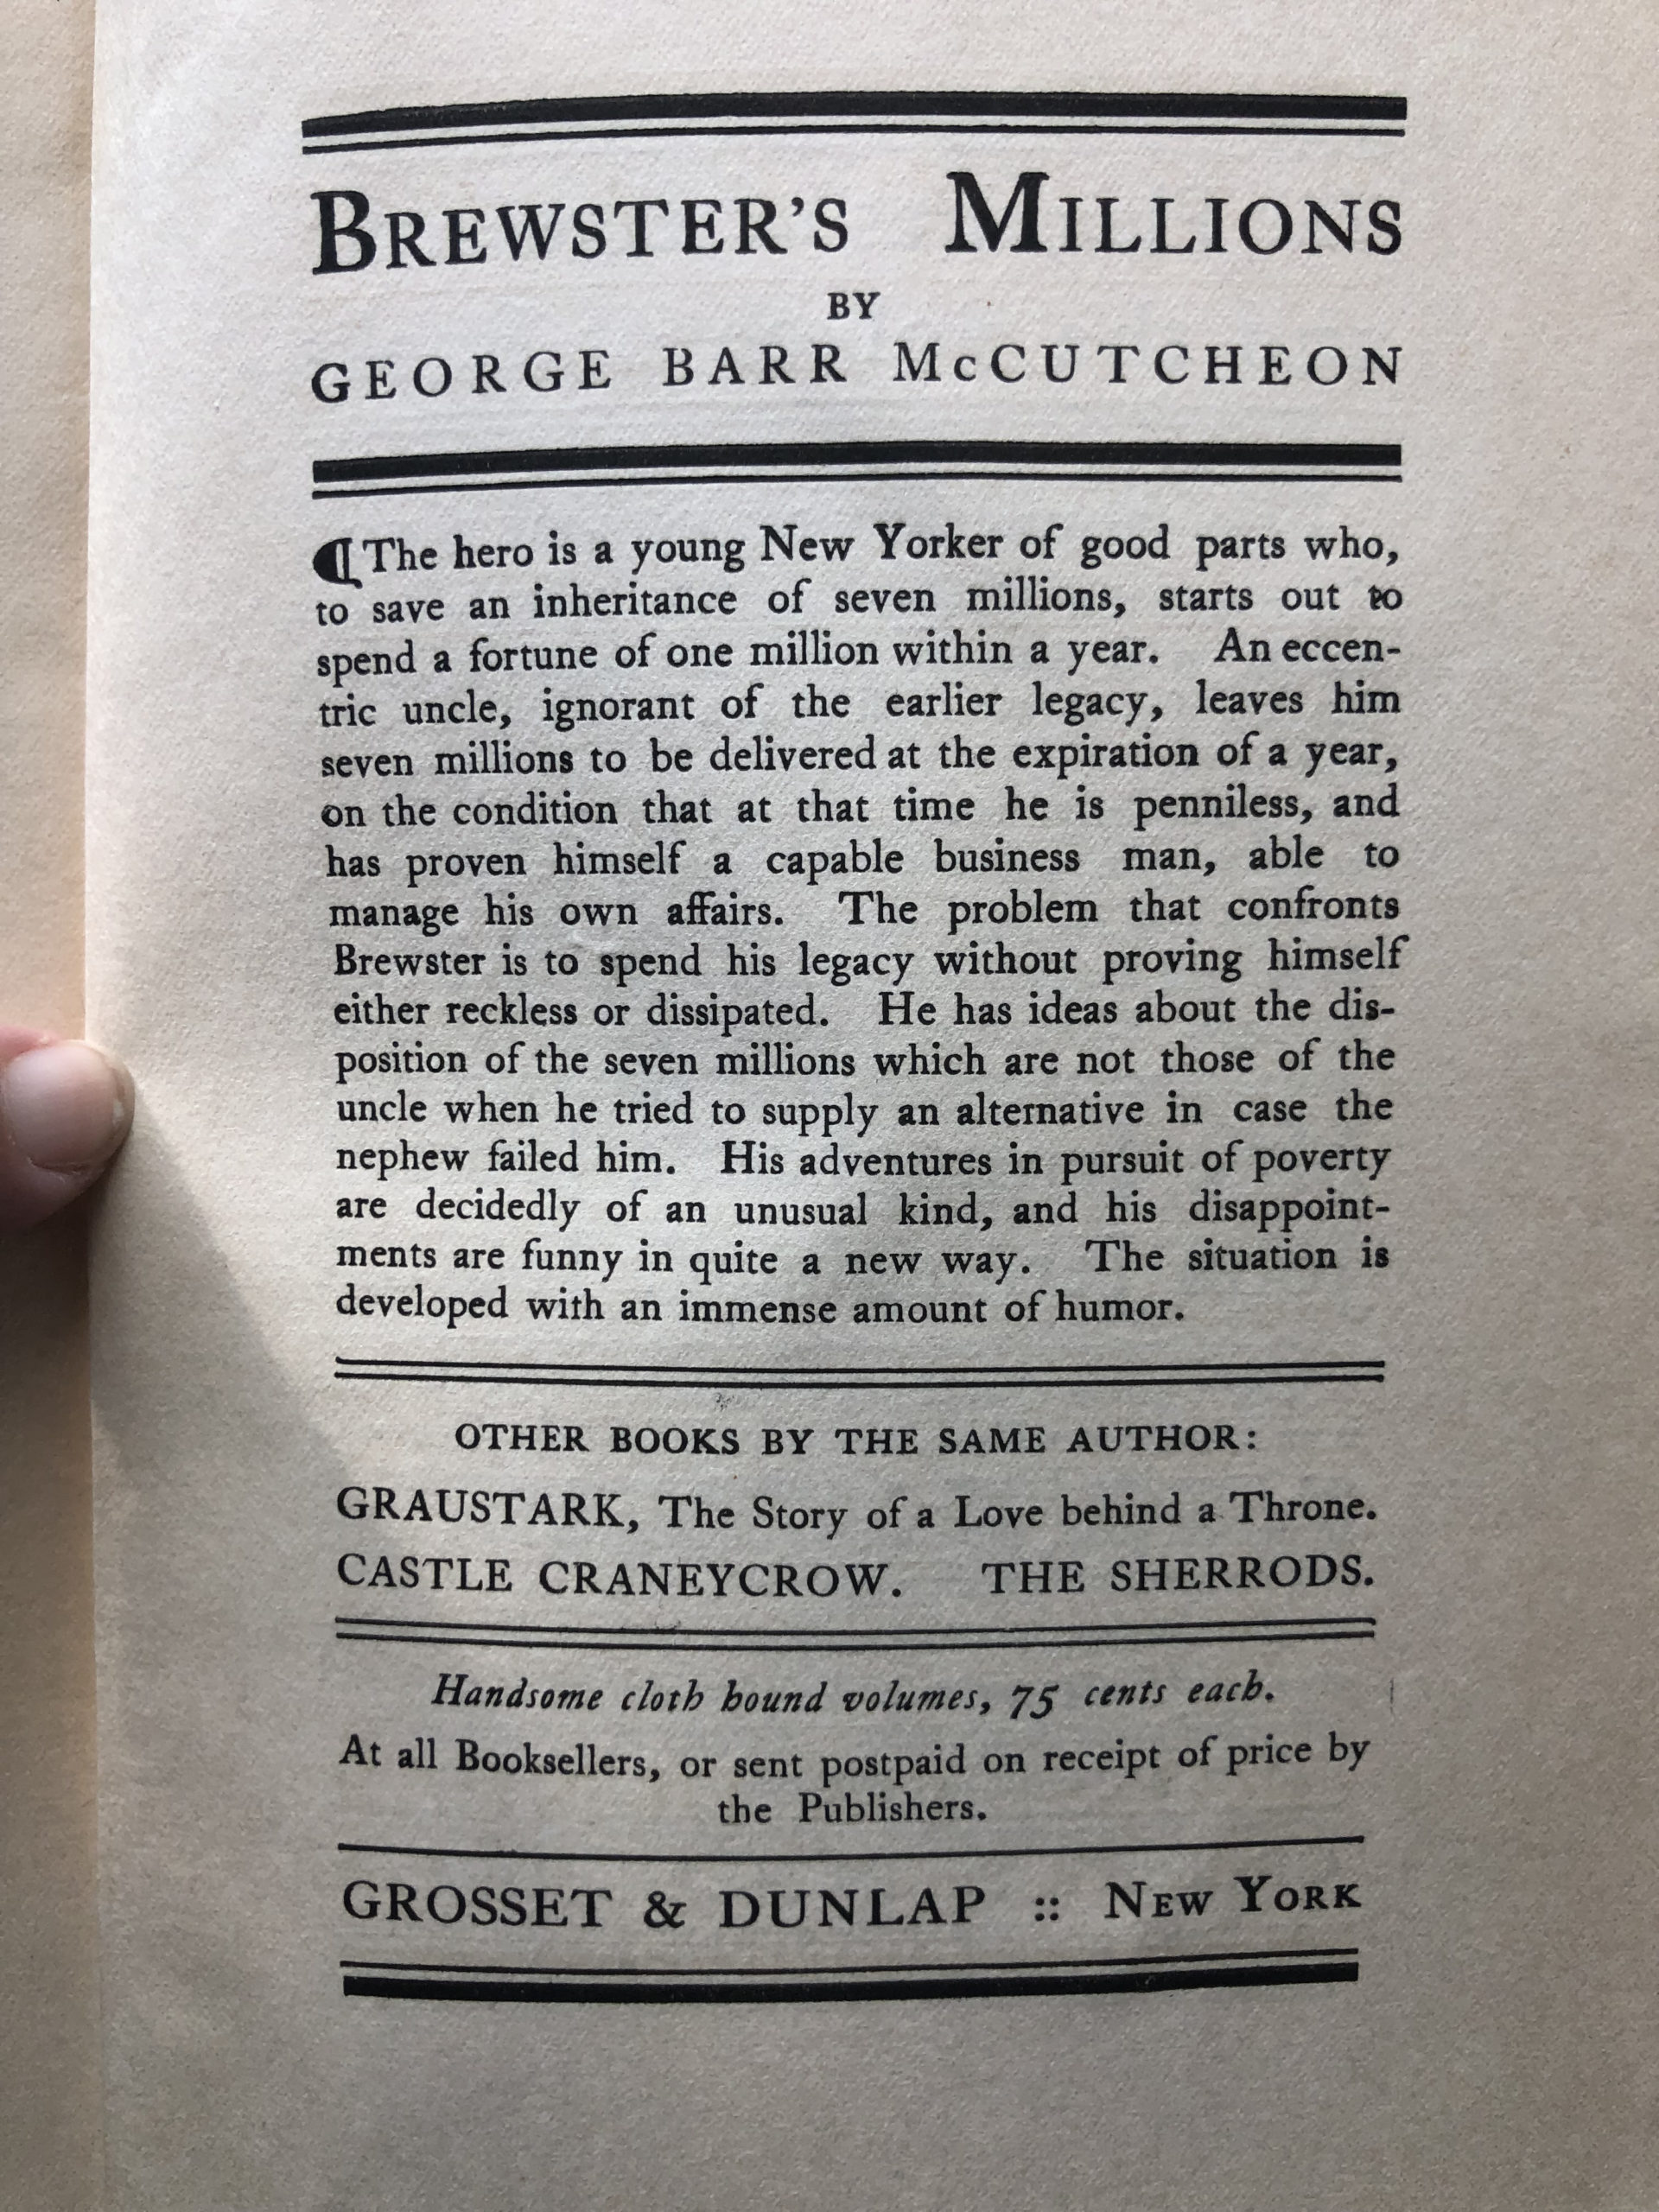 BREWSTER'S MILLIONS
BY
GEORGE BARR McCUTCHEON
¶ The hero is a young New Yorker of good parts who,
to save an inheritance of seven millions, starts out to
spend a fortune of one million within a year. An eccen-
tric uncle, ignorant of the earlier legacy, leaves him
seven millions to be delivered at the expiration of a year,
on the condition that at that time he is penniless, and
has proven himself a capable business man, able to
manage his own affairs. The problem that confronts
Brewster is to spend his legacy without proving himself
either reckless or dissipated. He has ideas about the dis-
position of the seven millions which are not those of the
uncle when he tried to supply an alternative in case the
nephew failed him. His adventures in pursuit of poverty
are decidedly of an unusual kind, and his disappoint-
ments are funny in quite a new way. The situation is
developed with an immense amount of humor.
OTHER BOOKS BY THE SAME AUTHOR:
GRAUSTARK, The Story of a Love behind a Throne.
CASTLE CRANEYCROW. THE SHERRODS.
Handsome cloth bound volumes, 75 cents each.
At all Booksellers, or sent postpaid on receipt of price by
the Publishers.
GROSSET & DUNLAP :: NEW YORK